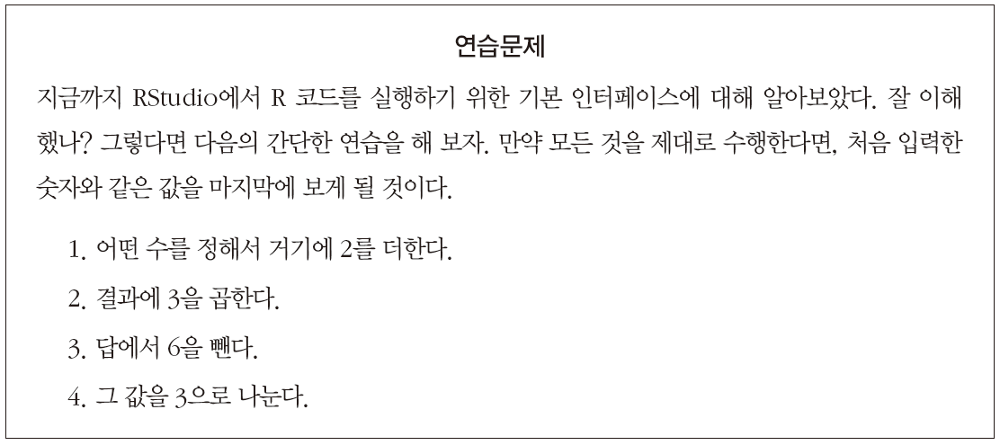 연습문제
지금까지 RStudio에서 R 코드를 실행하기 위한 기본 인터페이스에 대해 알아보았다. 잘 이해
했나? 그렇다면 다음의 간단한 연습을 해 보자. 만약 모든 것을 제대로 수행한다면, 처음 입력한
숫자와 같은 값을 마지막에 보게 될 것이다.
1. 어떤 수를 정해서 거기에 2를 더한다.
2. 결과에 3을 곱한다.
3. 답에서 6을 뺀다.
4. 그 값을 3으로 나눈다.